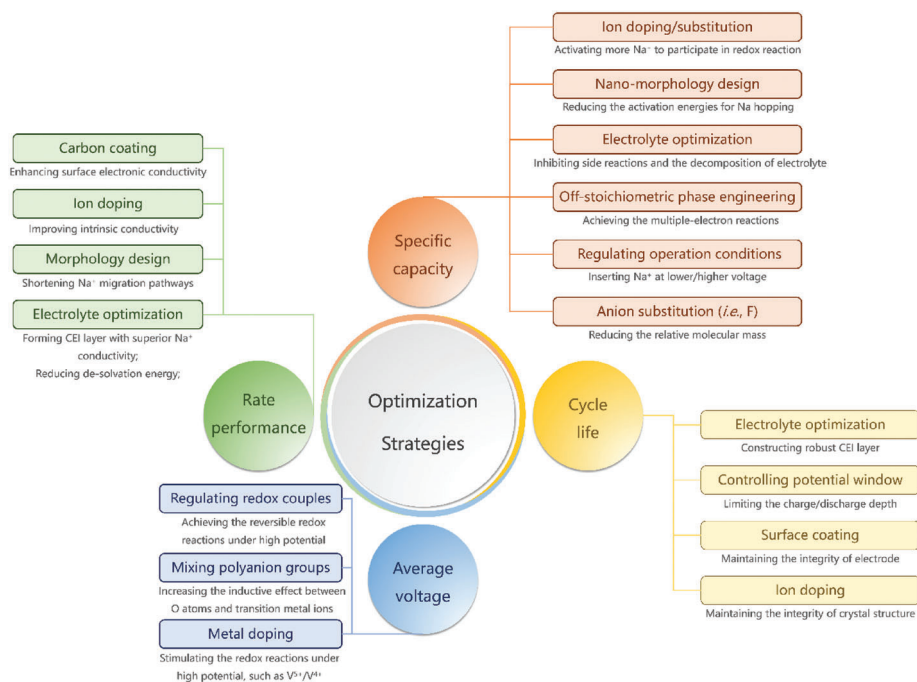 Ion doping/substitution
Activating more Na⁺ to participate in redox reaction
Nano-morphology design
Reducing the activation energies for Na hopping
Electrolyte optimization
Inhibiting side reactions and the decomposition of electrolyte
Off-stoichiometric phase engineering
Achieving the multiple-electron reactions
Regulating operation conditions
Inserting Na⁺ at lower/higher voltage
Anion substitution (i.e., F)
Reducing the relative molecular mass
Specific
capacity
Carbon coating
Enhancing surface electronic conductivity
Ion doping
Improving intrinsic conductivity
Morphology design
Shortening Na⁺ migration pathways
Electrolyte optimization
Forming CEI layer with superior Na⁺
conductivity;
Reducing de-solvation energy;
Rate
performance
Optimization
Strategies
Cycle
life
Electrolyte optimization
Constructing robust CEI layer
Controlling potential window
Limiting the charge/discharge depth
Surface coating
Maintaining the integrity of electrode
Ion doping
Maintaining the integrity of crystal structure
Regulating redox couples
Achieving the reversible redox
reactions under high potential
Mixing polyanion groups
Increasing the inductive effect between
O atoms and transition metal ions
Metal doping
Stimulating the redox reactions under
high potential, such as V⁵⁺/V⁴⁺
Average
voltage